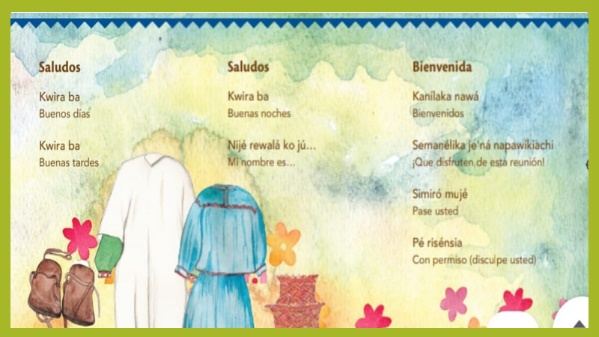 Saludos
Kwira ba
Buenos días
Kwira ba
Buenas tardes
Saludos
Kwira ba
Buenas noches
Nijé rewalá ko jú...
Mi nombre es...
Bienvenida
Kanílaka nawá
Bienvenidos
Semanélika je'ná napawikiachi
¡Que disfruten de esta reunión!
Simiró mujé
Pase usted
Pé risénsia
Con permiso (disculpe usted)